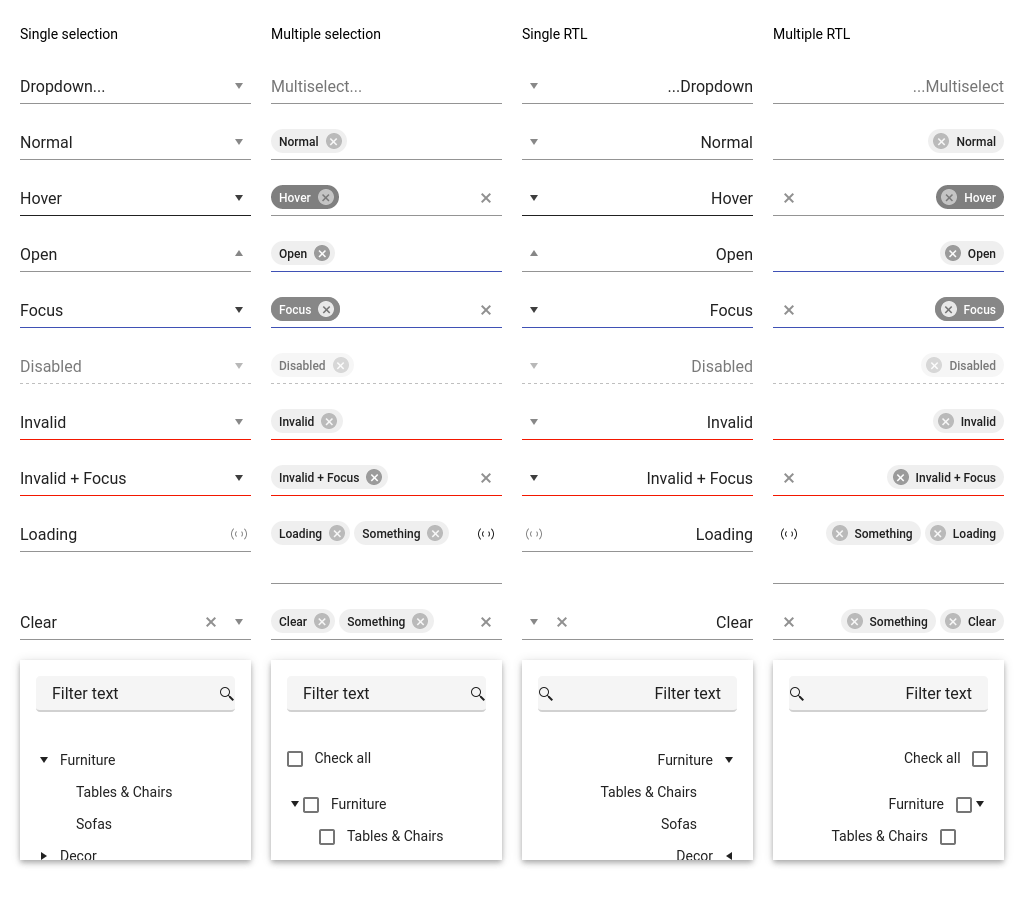 Single selection Multiple selection Single RTL Multiple RTL
Dropdown... Multiselect... ...Dropdown ...Multiselect
Normal Normal Normal Normal
Hover Hover Hover Hover
Open Open Open Open
Focus Focus Focus Focus
Disabled Disabled Disabled Disabled
Invalid Invalid Invalid Invalid
Invalid + Focus Invalid + Focus Invalid + Focus Invalid + Focus
Loading Loading Something Loading Something Loading
Clear Clear Something Clear Something Clear
Filter text Filter text Filter text Filter text
Furniture Check all Furniture Check all
Tables & Chairs Furniture Tables & Chairs Furniture
Sofas Tables & Chairs Sofas Tables & Chairs
Decor Decor